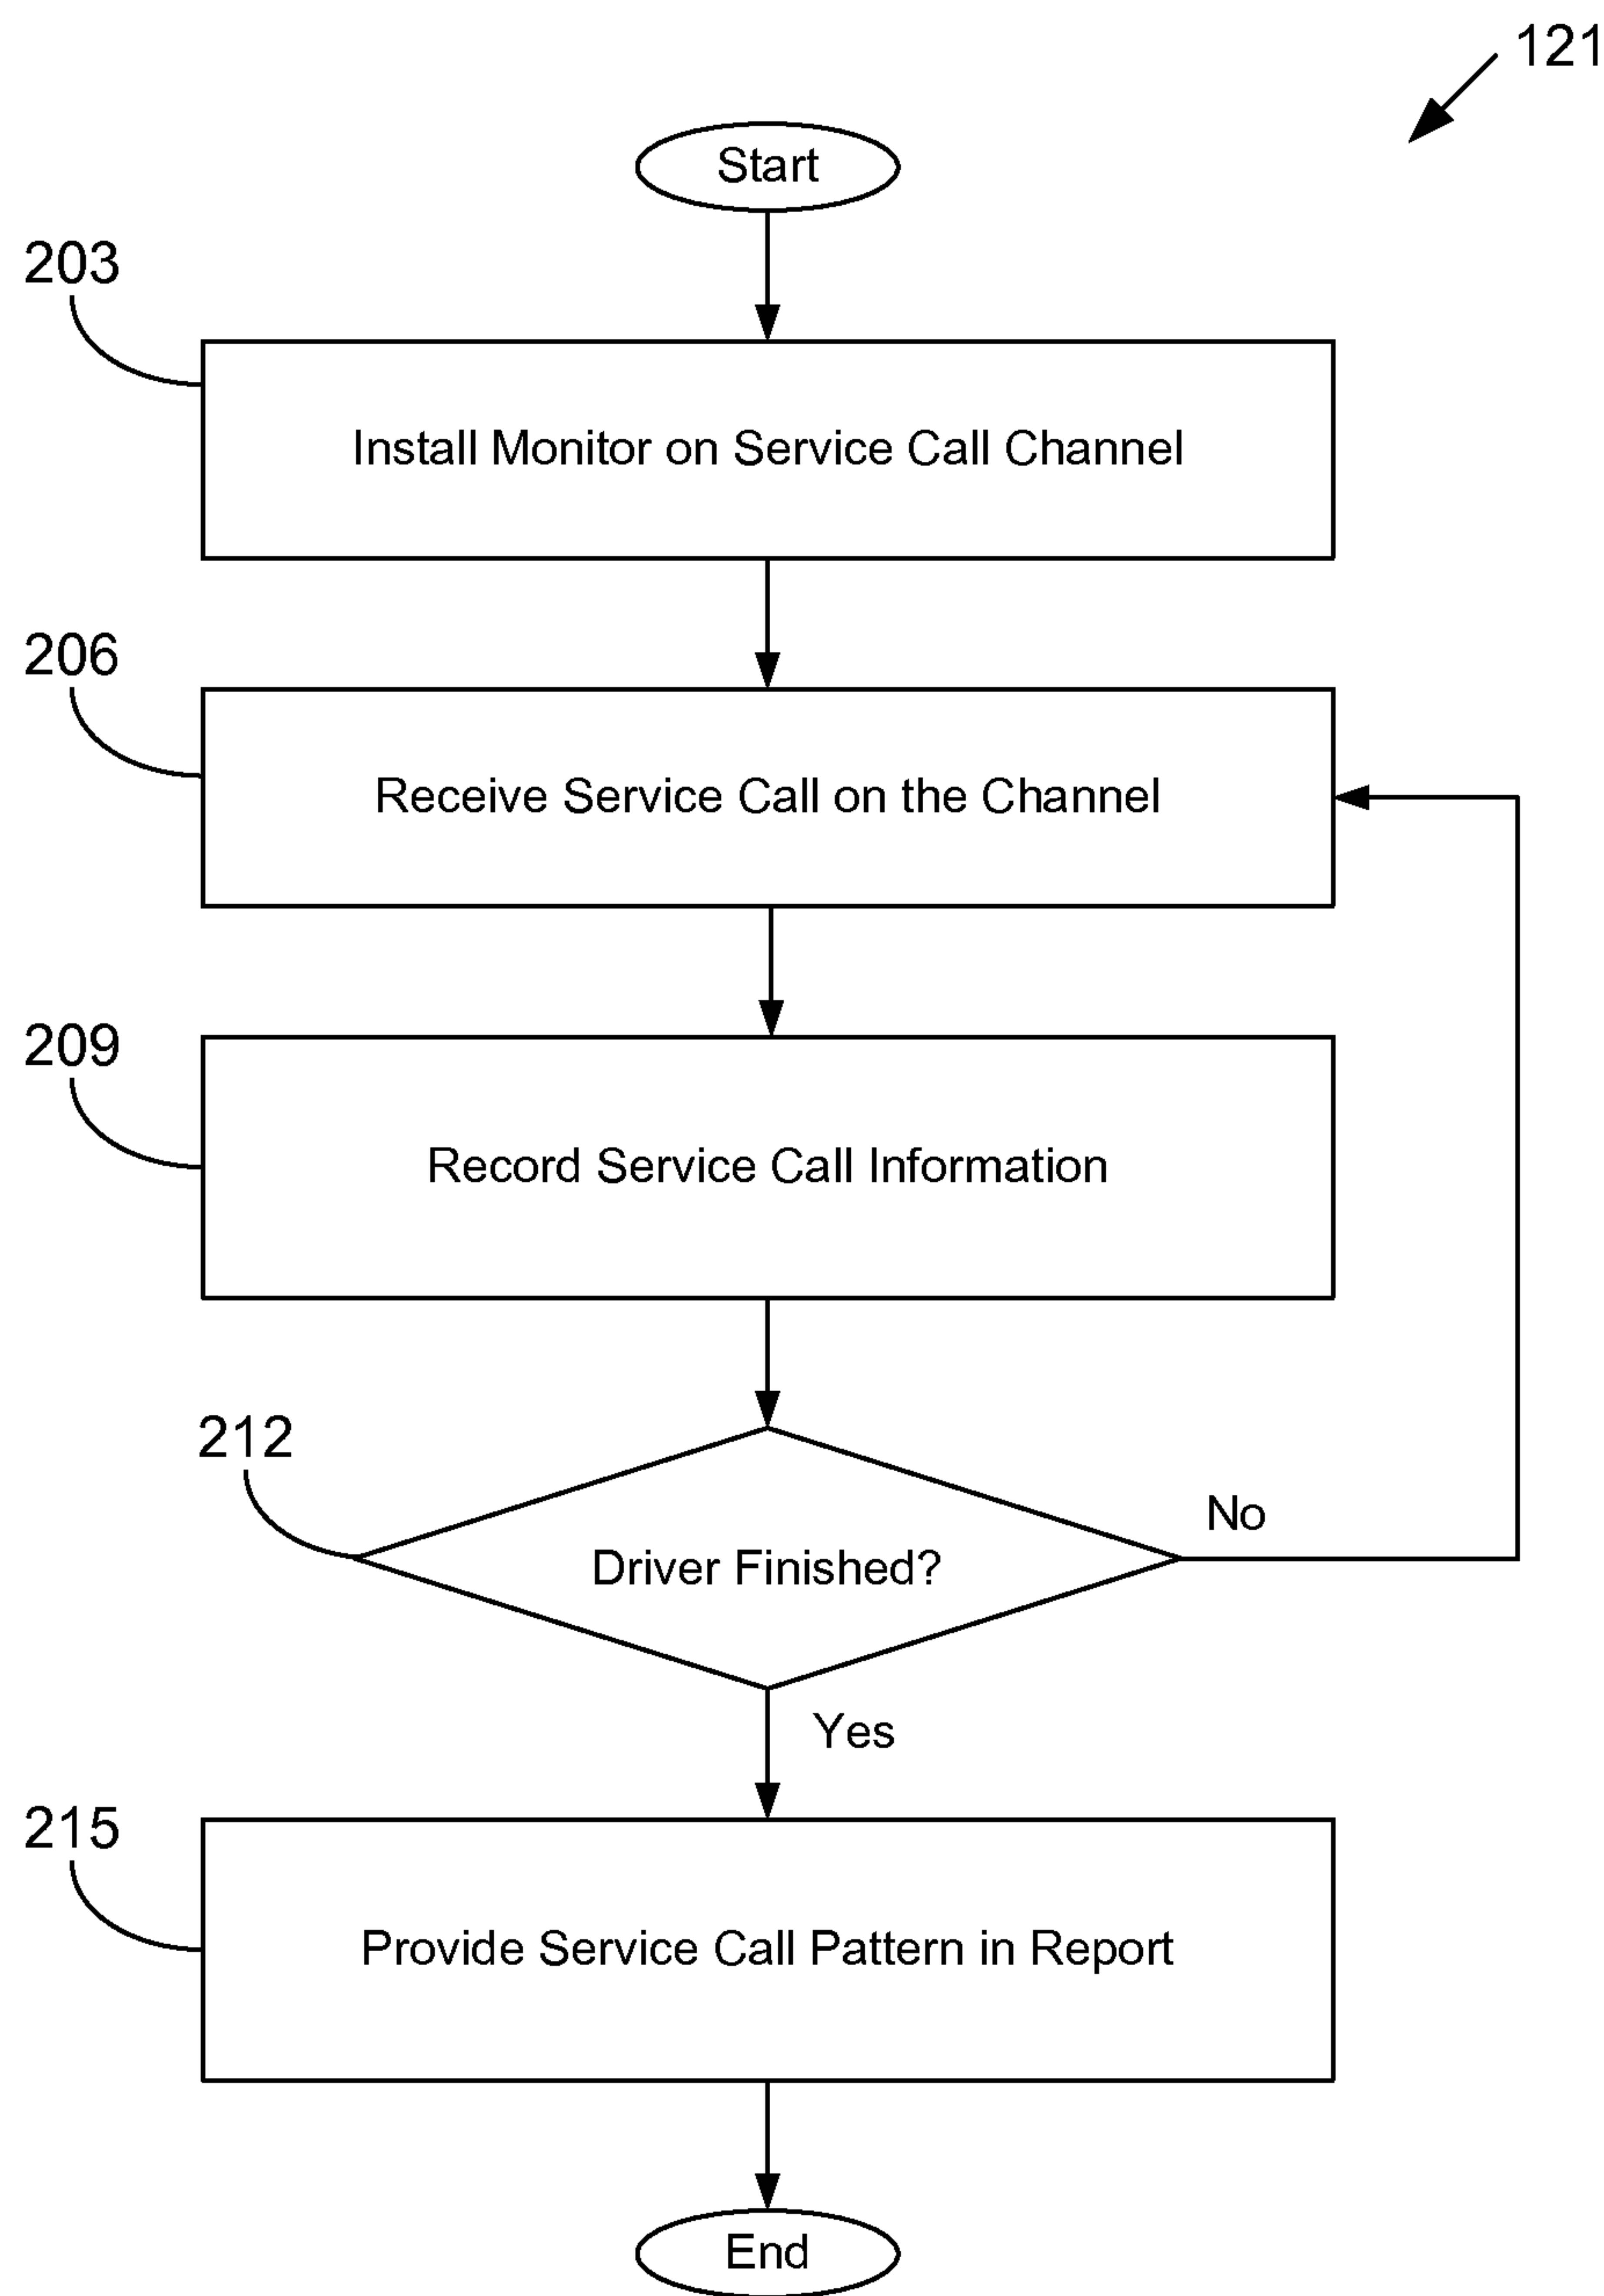 121
Start
203
Install Monitor on Service Call Channel
206
Receive Service Call on the Channel
209
Record Service Call Information
212
No
Driver Finished?
Yes
215
Provide Service Call Pattern in Report
End